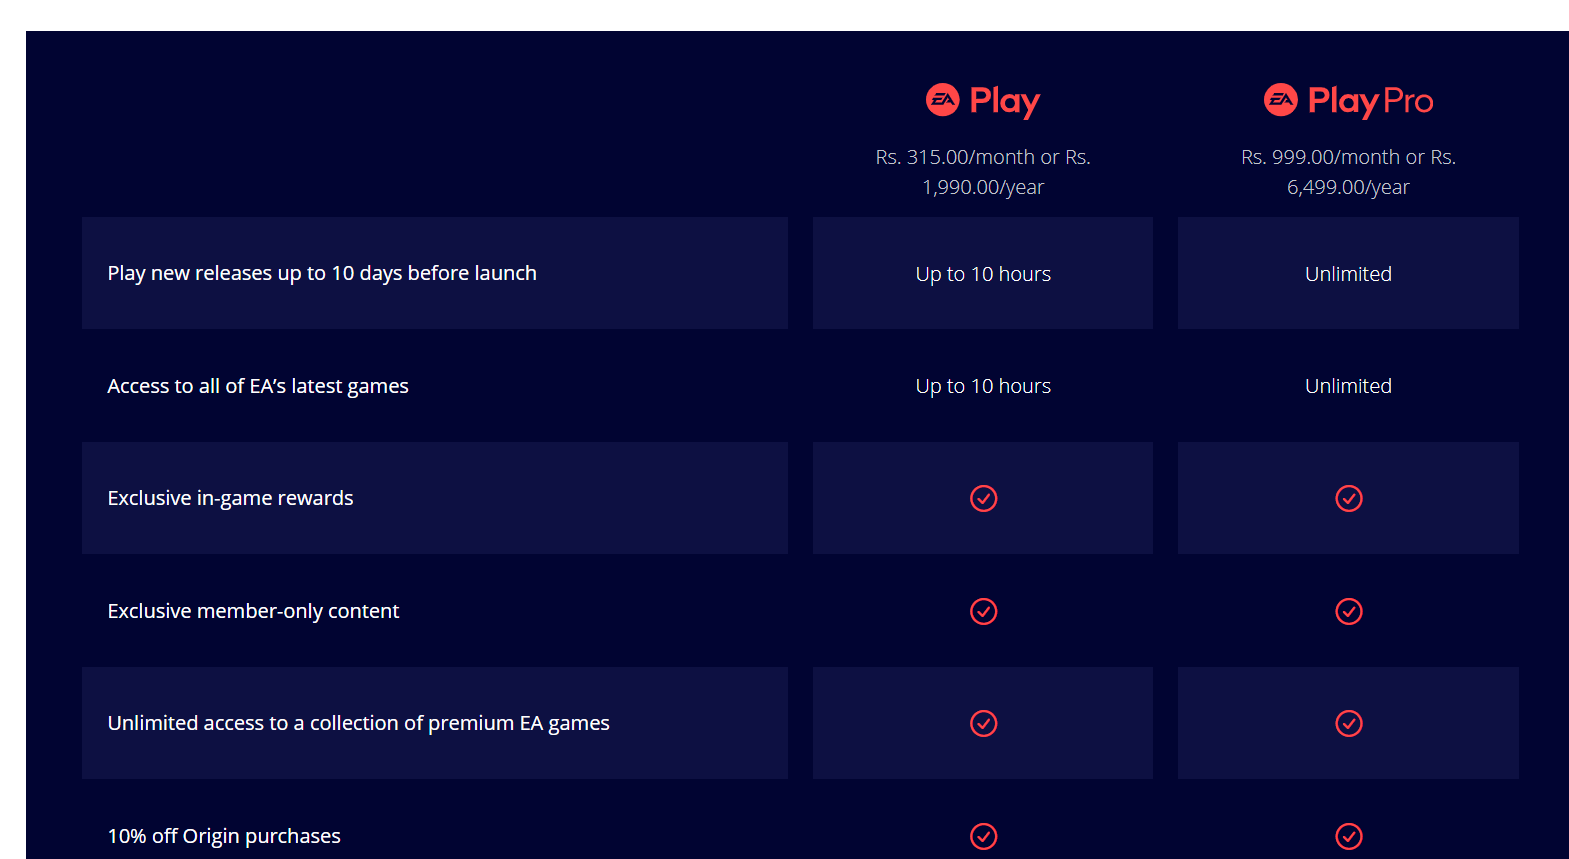 EA Play
EA Play Pro
Rs. 315.00/month or Rs.
1,990.00/year
Rs. 999.00/month or Rs.
6,499.00/year
Play new releases up to 10 days before launch
Up to 10 hours
Unlimited
Access to all of EA’s latest games
Up to 10 hours
Unlimited
Exclusive in-game rewards
Exclusive member-only content
Unlimited access to a collection of premium EA games
10% off Origin purchases